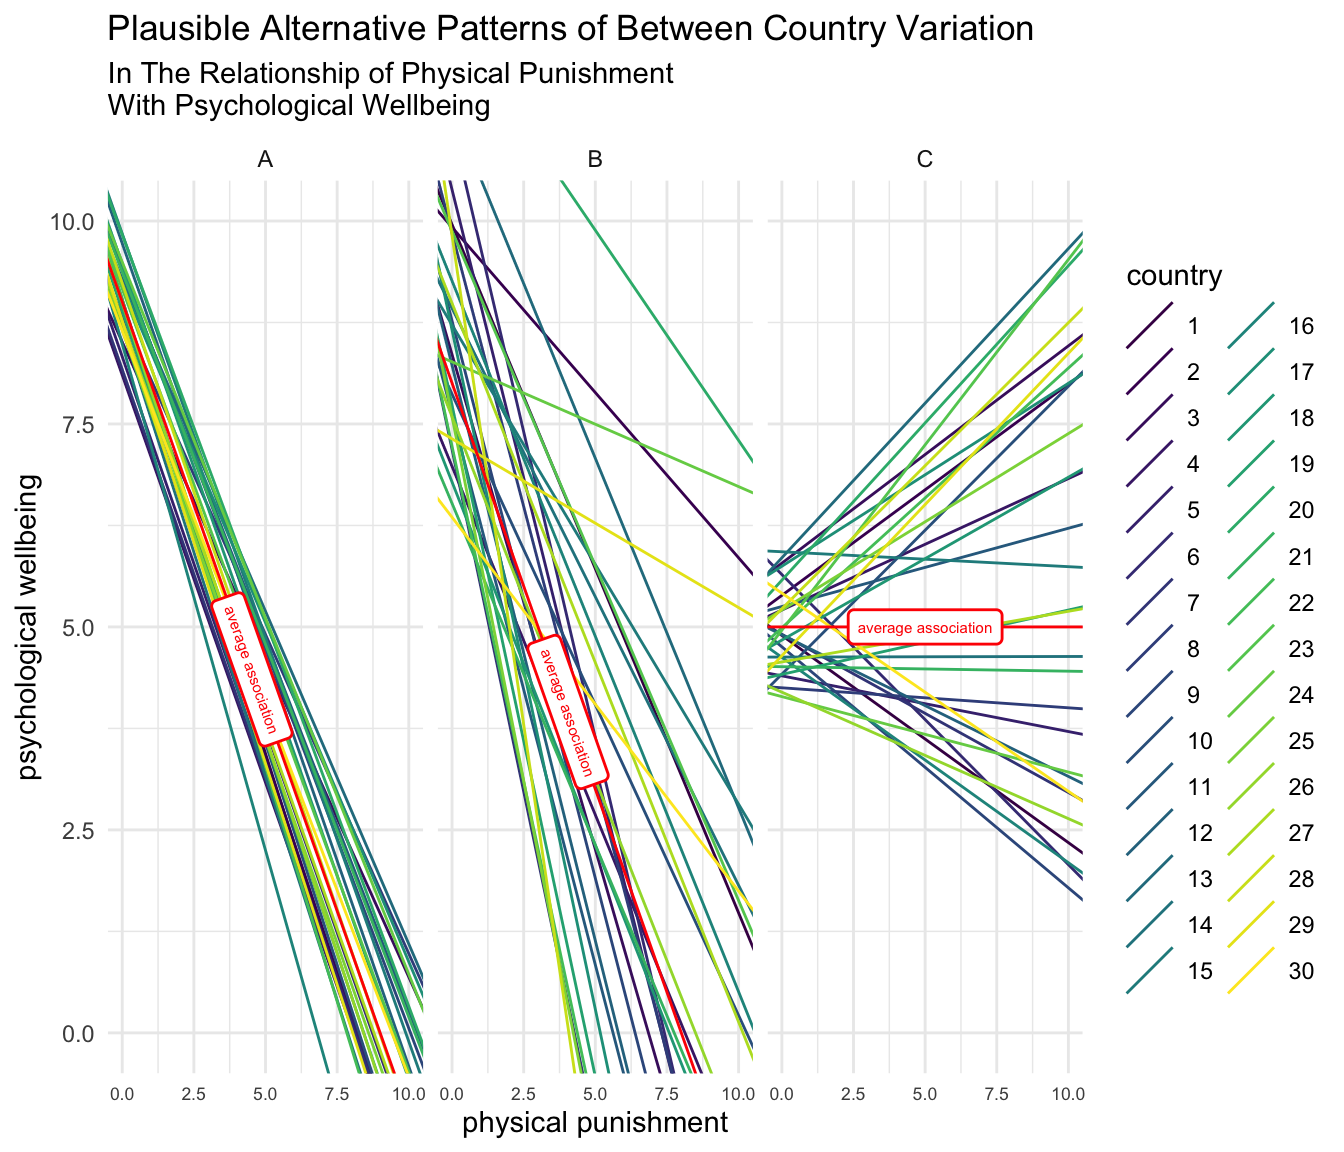 Plausible Alternative Patterns of Between Country Variation
In The Relationship of Physical Punishment
With Psychological Wellbeing
A
B
C
10.0
7.5
5.0
2.5
0.0
psychological wellbeing
average association
average association
average association
0.0 2.5 5.0 7.5 10.0
0.0 2.5 5.0 7.5 10.0
0.0 2.5 5.0 7.5 10.0
physical punishment
country
1
2
3
4
5
6
7
8
9
10
11
12
13
14
15
16
17
18
19
20
21
22
23
24
25
26
27
28
29
30